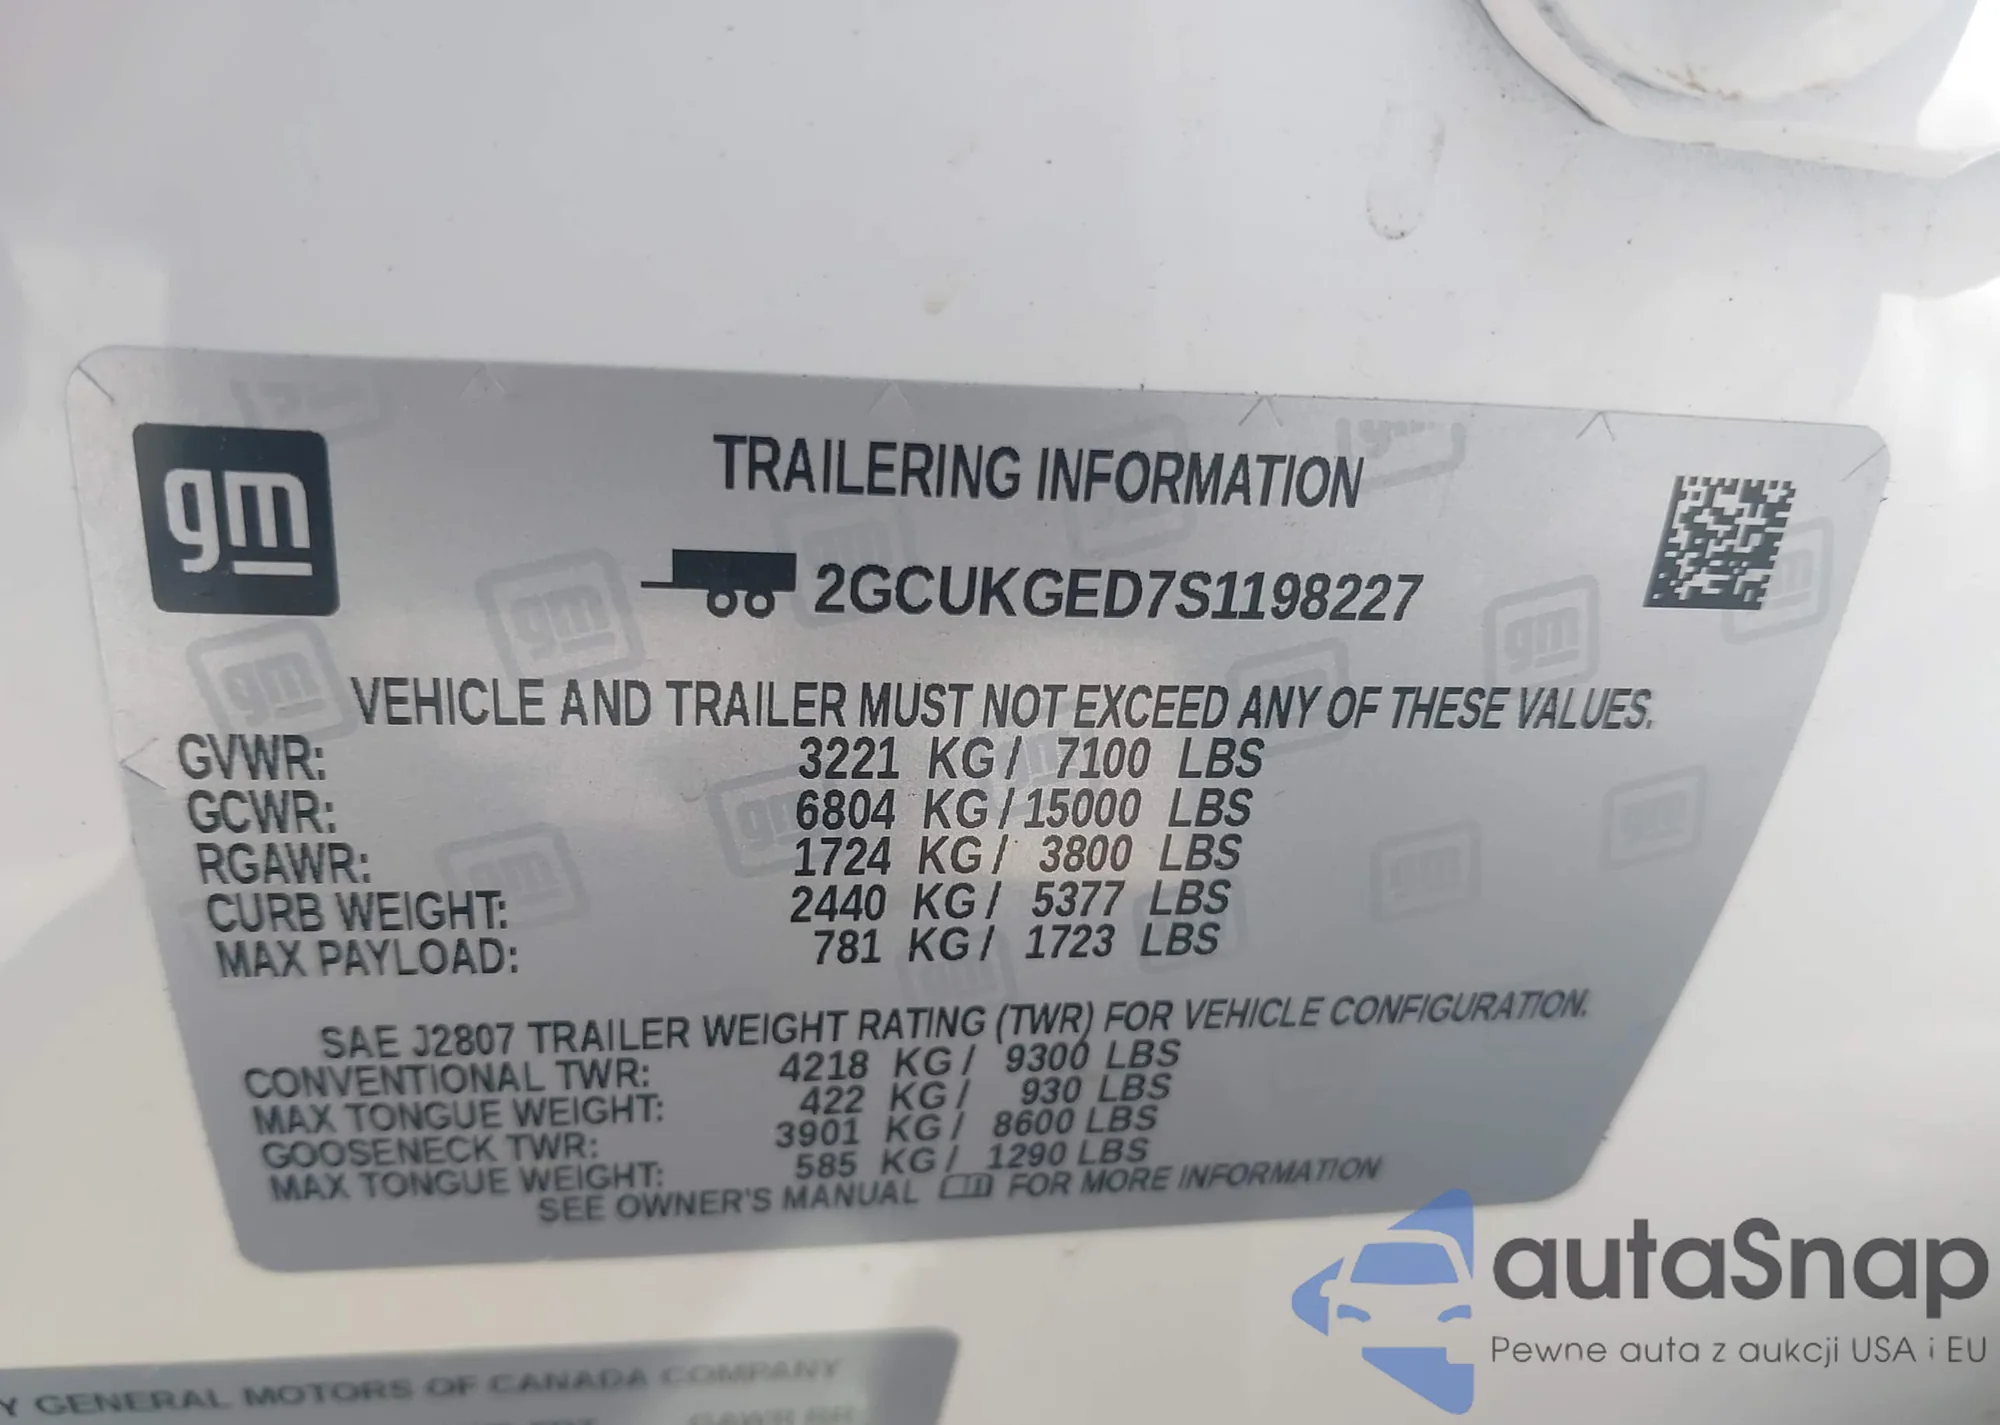 gm
TRAILERING INFORMATION
2GCUKGED7S1198227
VEHICLE AND TRAILER MUST NOT EXCEED ANY OF THESE VALUES.
GVWR: 3221 KG / 7100 LBS
GCWR: 6804 KG / 15000 LBS
RGAWR: 1724 KG / 3800 LBS
CURB WEIGHT: 2440 KG / 5377 LBS
MAX PAYLOAD: 781 KG / 1723 LBS
SAE J2807 TRAILER WEIGHT RATING (TWR) FOR VEHICLE CONFIGURATION.
CONVENTIONAL TWR: 4218 KG / 9300 LBS
MAX TONGUE WEIGHT: 422 KG / 930 LBS
GOOSENECK TWR: 3901 KG / 8600 LBS
MAX TONGUE WEIGHT: 585 KG / 1290 LBS
SEE OWNER'S MANUAL FOR MORE INFORMATION
autaSnap
Pewne auta z aukcji USA i EU
Y GENERAL MOTORS OF CANADA COMPANY
GAWR RR